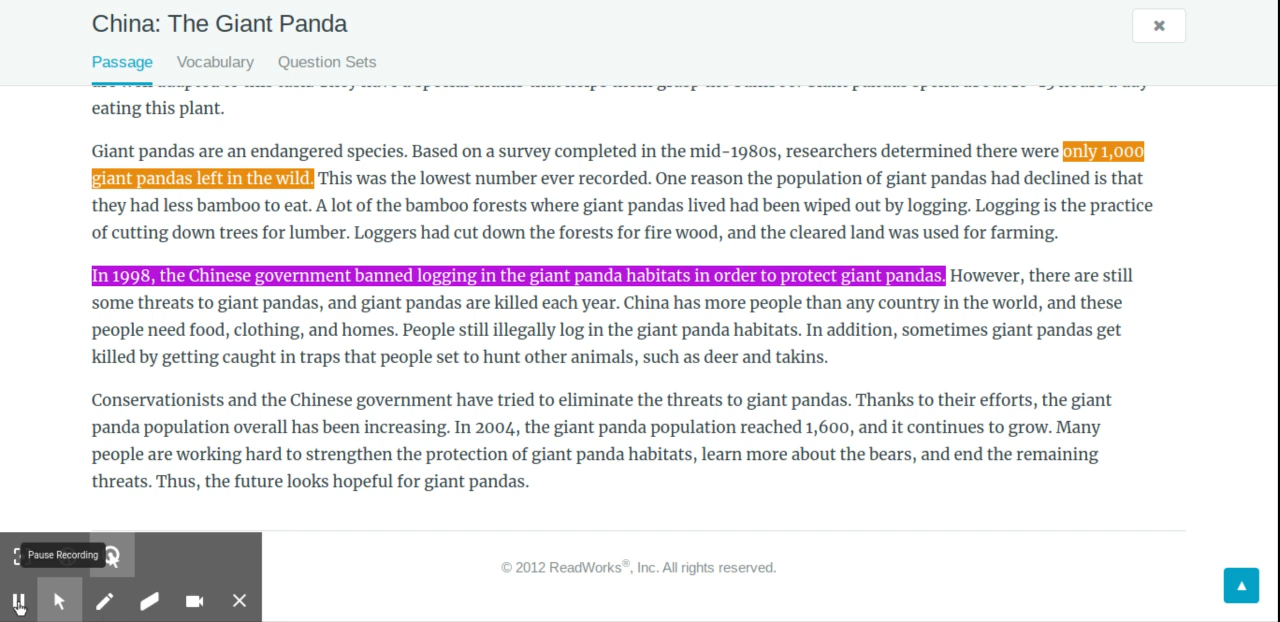 China: The Giant Panda
Passage Vocabulary Question Sets
eating this plant.
Giant pandas are an endangered species. Based on a survey completed in the mid-1980s, researchers determined there were only 1,000
giant pandas left in the wild. This was the lowest number ever recorded. One reason the population of giant pandas had declined is that
they had less bamboo to eat. A lot of the bamboo forests where giant pandas lived had been wiped out by logging. Logging is the practice
of cutting down trees for lumber. Loggers had cut down the forests for fire wood, and the cleared land was used for farming.
In 1998, the Chinese government banned logging in the giant panda habitats in order to protect giant pandas. However, there are still
some threats to giant pandas, and giant pandas are killed each year. China has more people than any country in the world, and these
people need food, clothing, and homes. People still illegally log in the giant panda habitats. In addition, sometimes giant pandas get
killed by getting caught in traps that people set to hunt other animals, such as deer and takins.
Conservationists and the Chinese government have tried to eliminate the threats to giant pandas. Thanks to their efforts, the giant
panda population overall has been increasing. In 2004, the giant panda population reached 1,600, and it continues to grow. Many
people are working hard to strengthen the protection of giant panda habitats, learn more about the bears, and end the remaining
threats. Thus, the future looks hopeful for giant pandas.
Pause Recording
© 2012 ReadWorks®, Inc. All rights reserved.